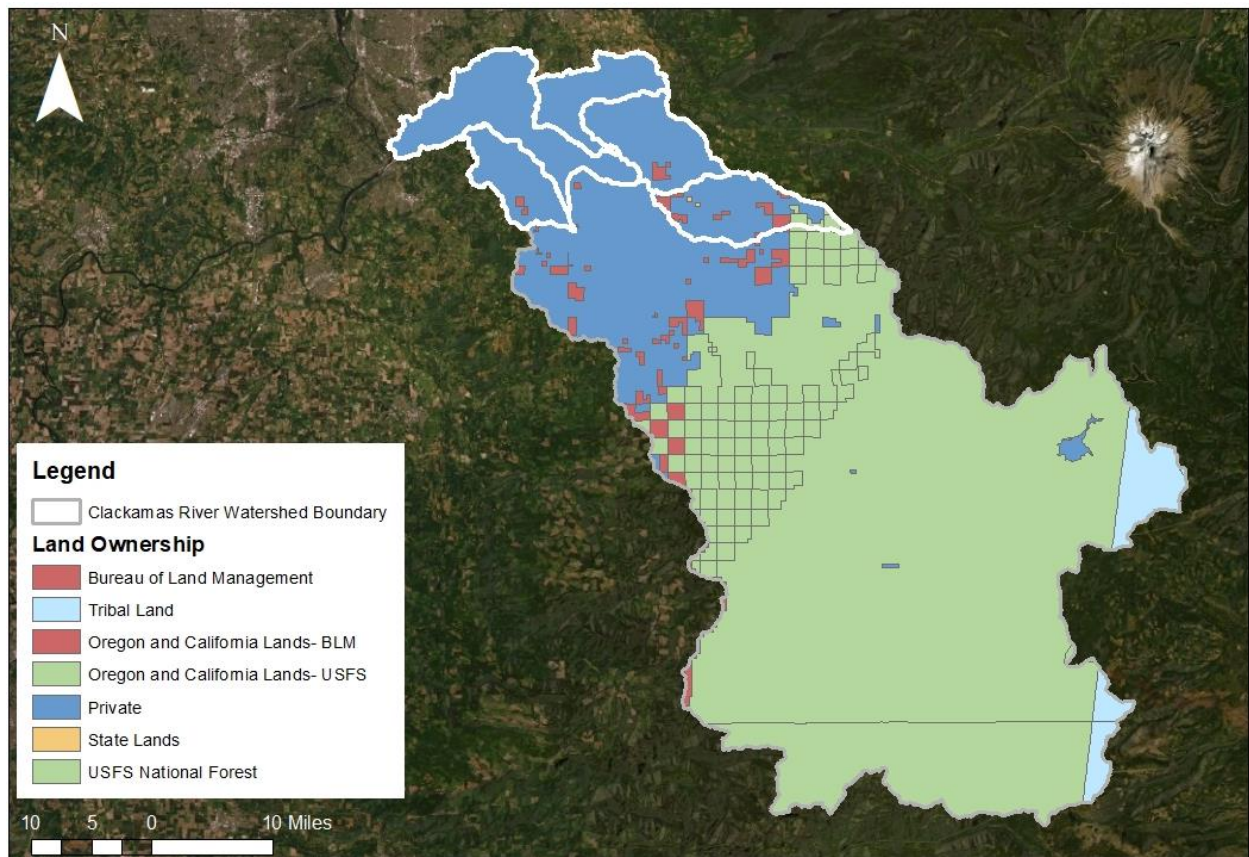 N
Legend
Clackamas River Watershed Boundary
Land Ownership
Bureau of Land Management
Tribal Land
Oregon and California Lands- BLM
Oregon and California Lands- USFS
Private
State Lands
USFS National Forest
10 5 0 10 Miles